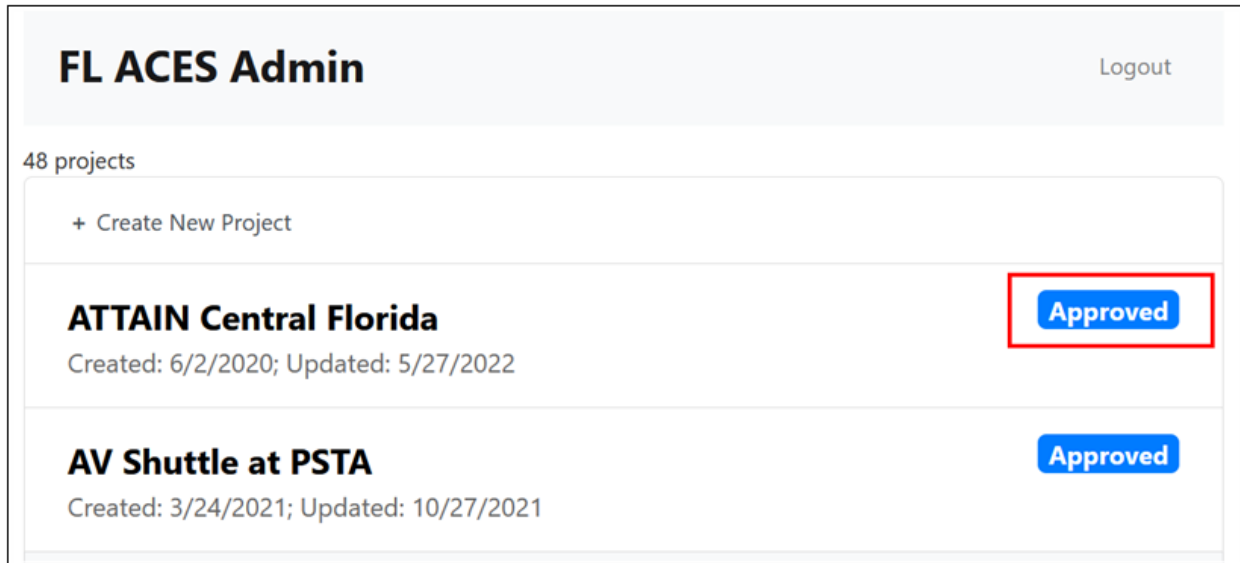 FL ACES Admin
Logout
48 projects
+ Create New Project
ATTAIN Central Florida
Approved
Created: 6/2/2020; Updated: 5/27/2022
AV Shuttle at PSTA
Approved
Created: 3/24/2021; Updated: 10/27/2021